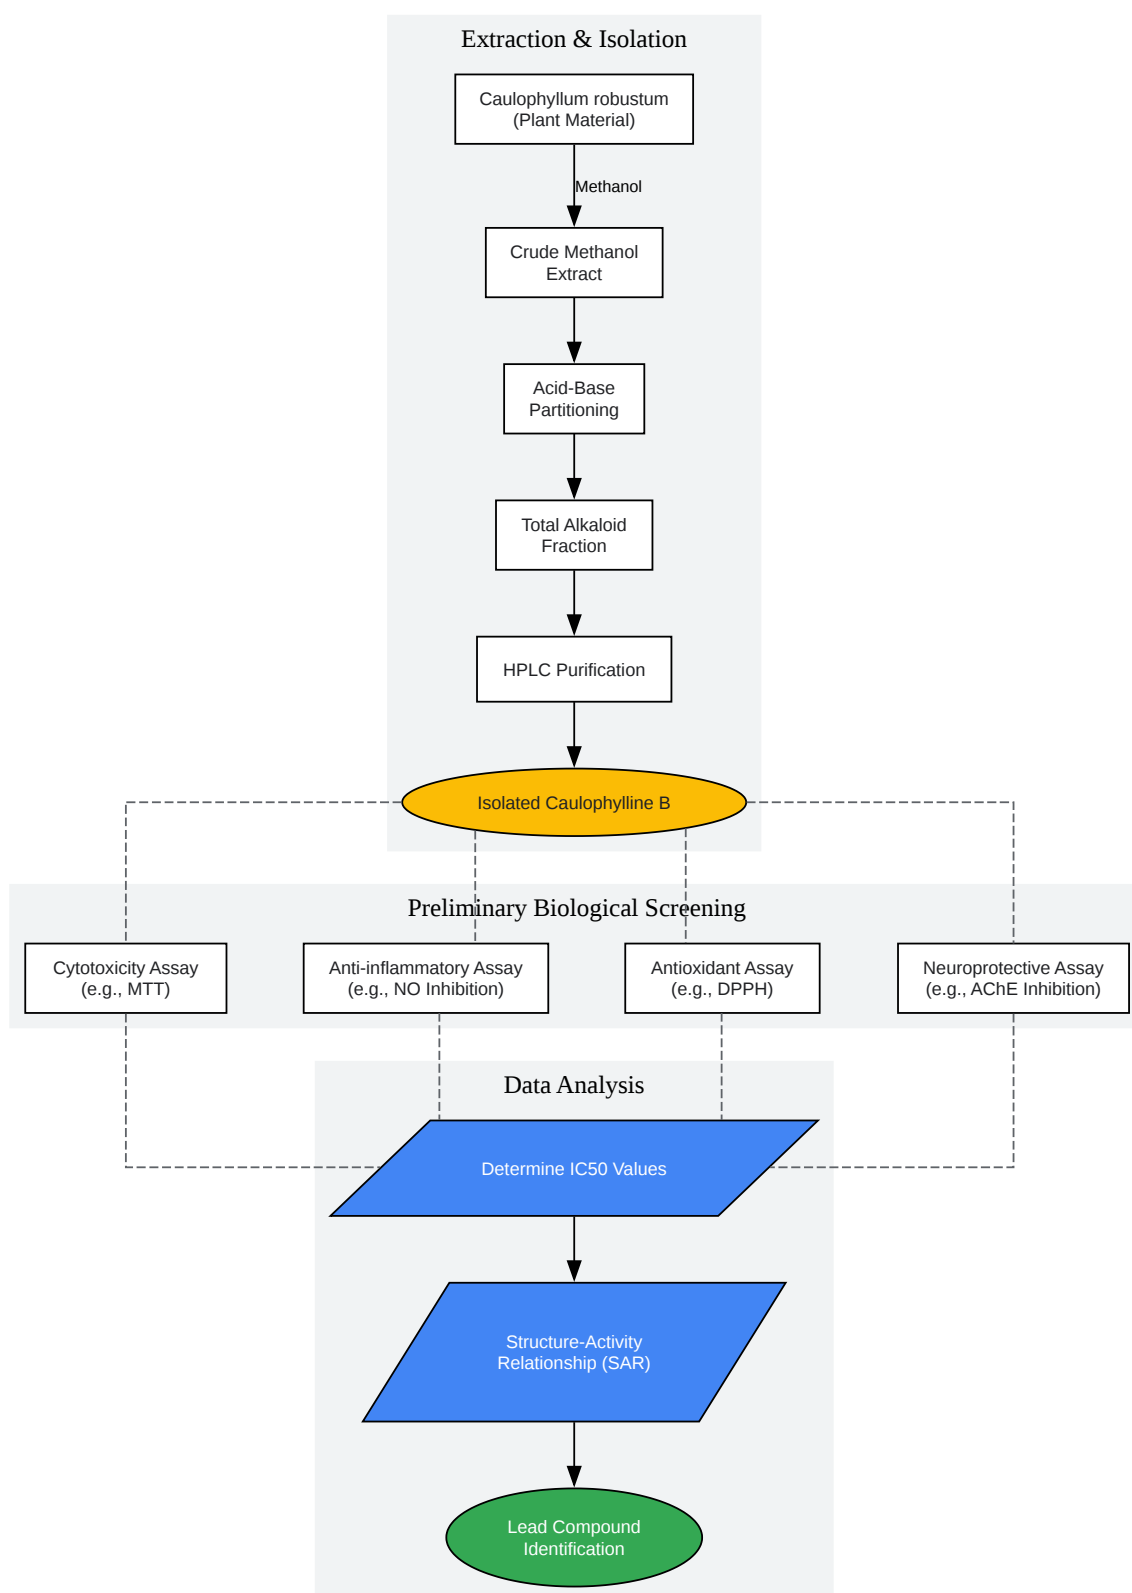 Extraction & Isolation
Caulophyllum robustum
(Plant Material)
Methanol
Crude Methanol
Extract
Acid-Base
Partitioning
Total Alkaloid
Fraction
HPLC Purification
Isolated Caulophylline B
Preliminary Biological Screening
Cytotoxicity Assay
(e.g., MTT)
Anti-inflammatory Assay
(e.g., NO Inhibition)
Antioxidant Assay
(e.g., DPPH)
Neuroprotective Assay
(e.g., AChE Inhibition)
Data Analysis
Determine IC50 Values
Structure-Activity
Relationship (SAR)
Lead Compound
Identification